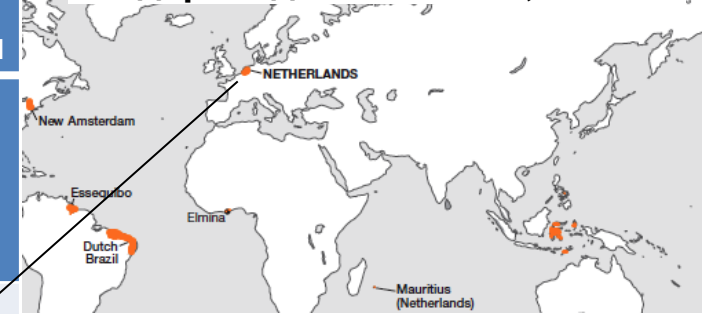 NETHERLANDS
New Amsterdam
Essequibo
Elmina
Dutch
Brazil
Mauritius
(Netherlands)